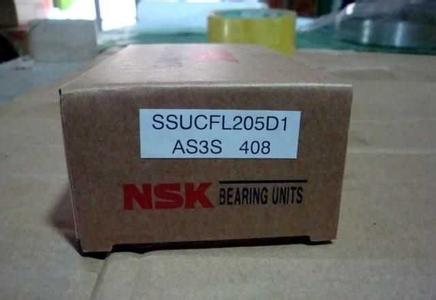 SSUCFL205D1
AS3S 408
NSK BEARING UNITS